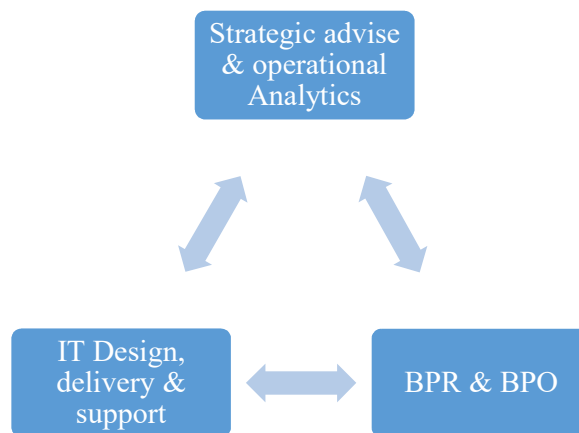 Strategic advise
& operational
Analytics
IT Design,
delivery &
support
BPR & BPO